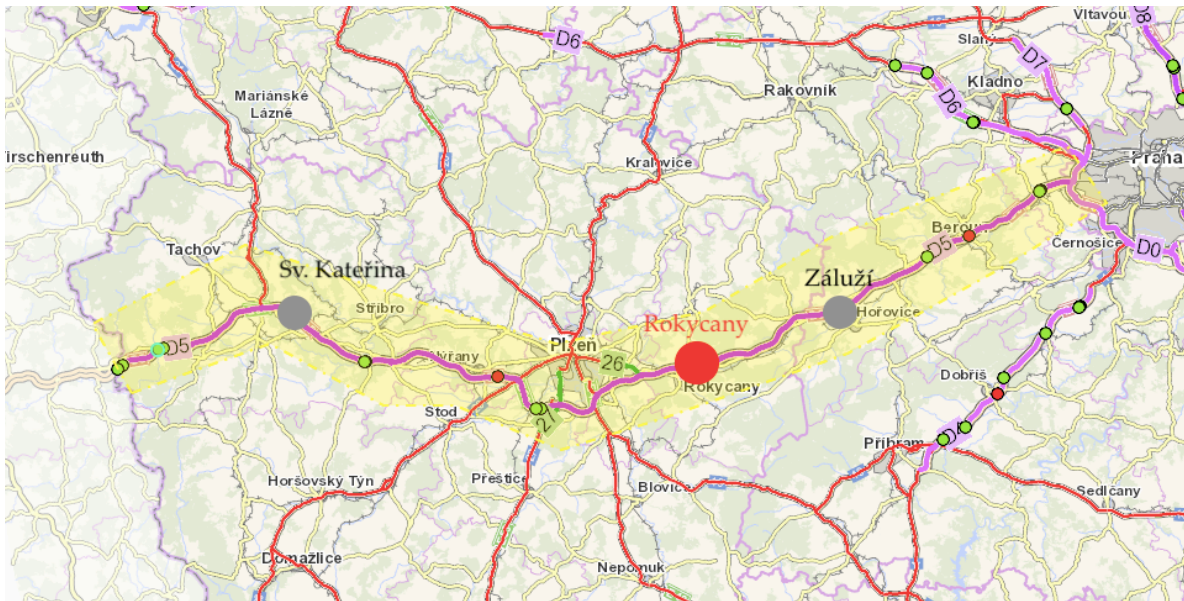 D6
Vltavou
D8
Slaný
D7
Kladno
Mariánské
Lázně
Rakovník
D6
Praha
Kralovice
Tachov
Sv. Kateřina
Beroun
Černošice
D5
D0
Stříbro
Záluží
Hořovice
Rokycany
Plzeň
D5
26
Rokycany
Dobříš
Stod
27
D4
Příbram
Horšovský Týn
Přeštice
Blovice
Sedlčany
Domažlice
Nepomuk